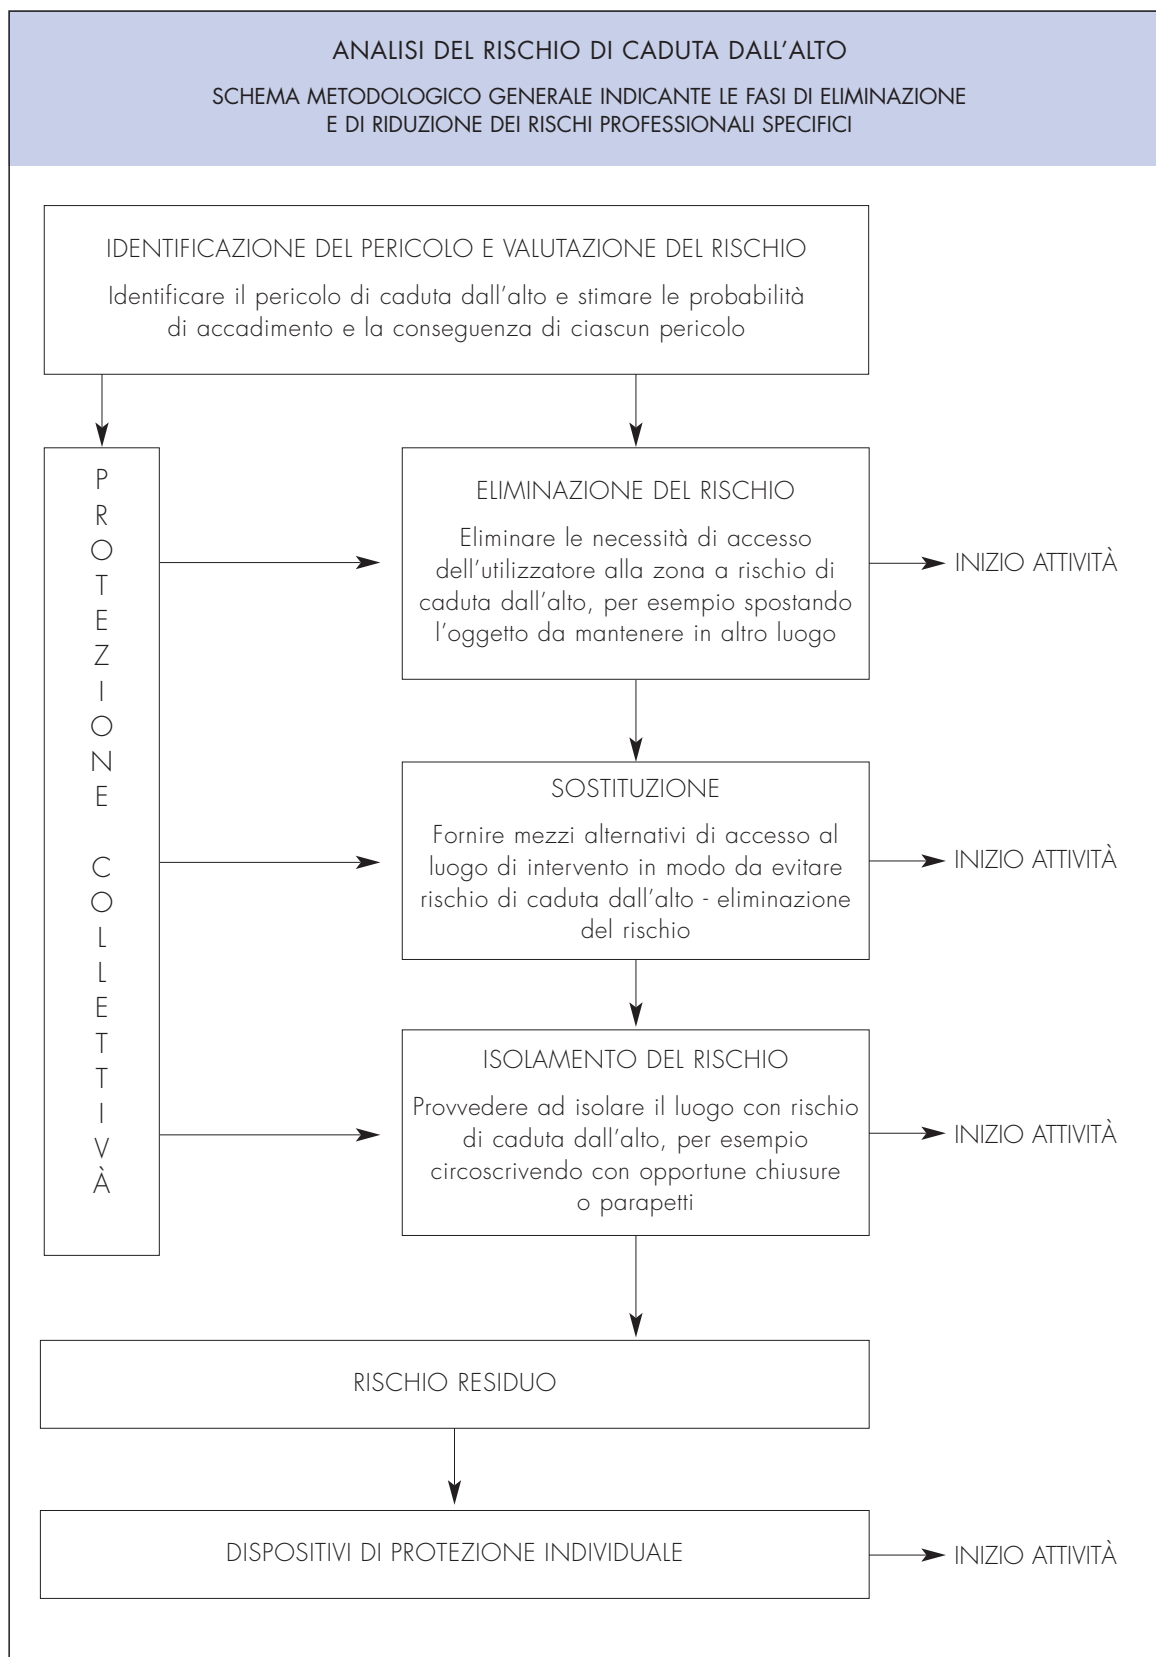 ANALISI DEL RISCHIO DI CADUTA DALL'ALTO
SCHEMA METODOLOGICO GENERALE INDICANTE LE FASI DI ELIMINAZIONE
E DI RIDUZIONE DEI RISCHI PROFESSIONALI SPECIFICI
IDENTIFICAZIONE DEL PERICOLO E VALUTAZIONE DEL RISCHIO
Identificare il pericolo di caduta dall'alto e stimare le probabilità
di accadimento e la conseguenza di ciascun pericolo
PROTEZIONE COLLETTIVÀ
ELIMINAZIONE DEL RISCHIO
Eliminare le necessità di accesso
dell'utilizzatore alla zona a rischio di
caduta dall'alto, per esempio spostando
l'oggetto da mantenere in altro luogo
INIZIO ATTIVITÀ
SOSTITUZIONE
Fornire mezzi alternativi di accesso al
luogo di intervento in modo da evitare
rischio di caduta dall'alto - eliminazione
del rischio
INIZIO ATTIVITÀ
ISOLAMENTO DEL RISCHIO
Provvedere ad isolare il luogo con rischio
di caduta dall'alto, per esempio
circoscrivendo con opportune chiusure
o parapetti
INIZIO ATTIVITÀ
RISCHIO RESIDUO
DISPOSITIVI DI PROTEZIONE INDIVIDUALE
INIZIO ATTIVITÀ